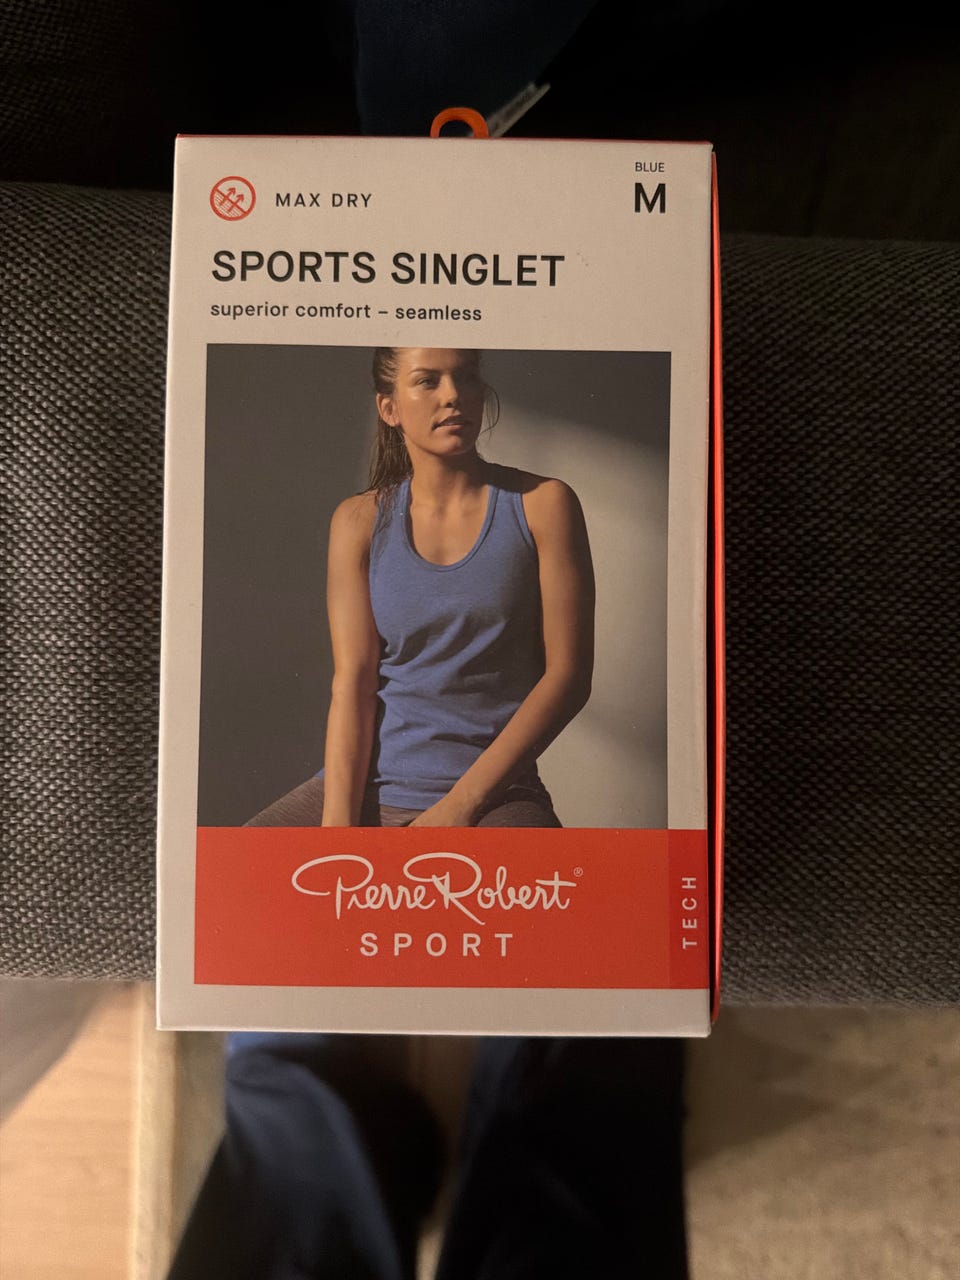 MAX DRY
BLUE
M
SPORTS SINGLET
superior comfort – seamless
Pierre Robert®
SPORT
TECH